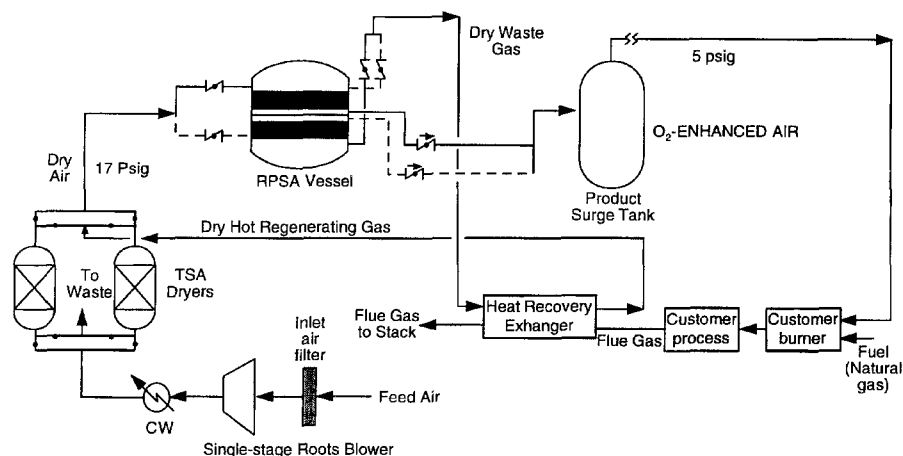 Dry Waste
Gas
5 psig
O₂-ENHANCED AIR
RPSA Vessel
Product
Surge Tank
Dry
Air
17 Psig
Dry Hot Regenerating Gas
To
Waste
TSA
Dryers
Heat Recovery
Exhanger
Flue Gas
to Stack
Flue Gas
Customer
process
Customer
burner
Fuel
(Natural
gas)
inlet
air
filter
Feed Air
CW
Single-stage Roots Blower